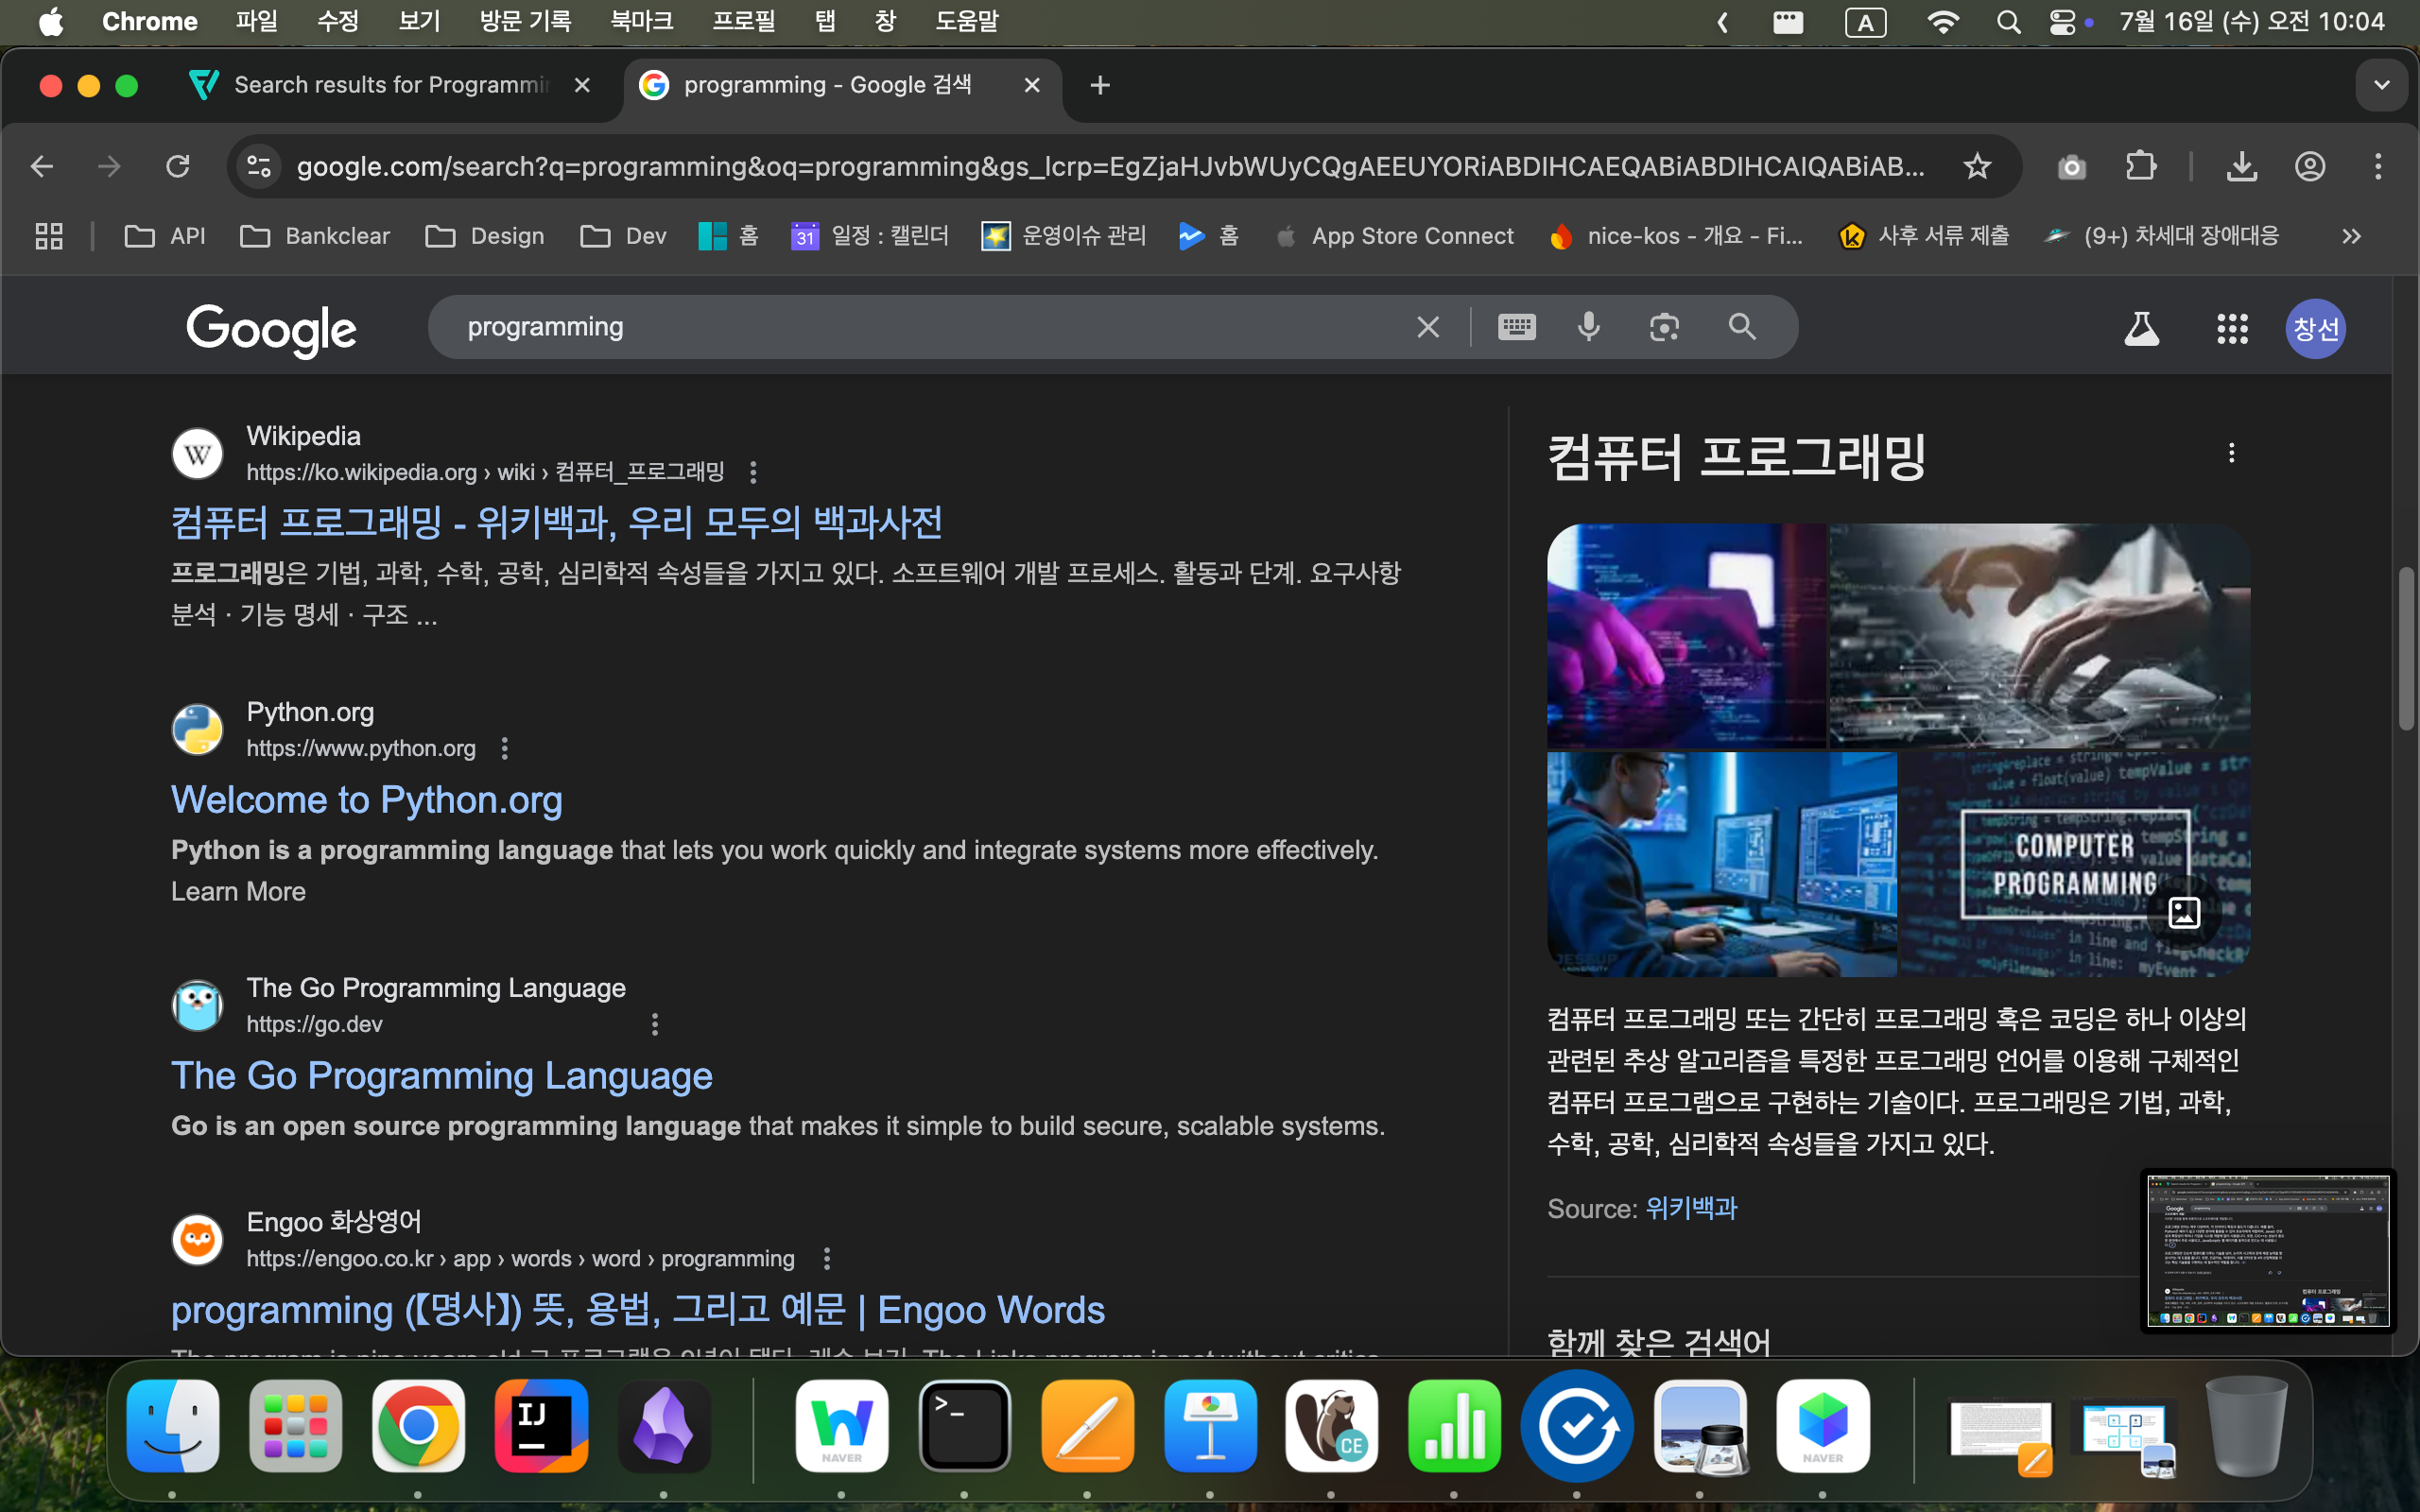 Chrome 파일 수정 보기 방문 기록 북마크 프로필 탭 창 도움말 A 7월 16일 (수) 오전 10:04
Search results for Programmi
programming - Google 검색
google.com/search?q=programming&oq=programming&gs_lcrp=EgZjaHJvbWUyCQgAEEUYORiABDIHCAEQABiABDIHCAIQABiAB...
API Bankclear Design Dev 홈 31 일정 : 캘린더 운영이슈 관리 홈 App Store Connect nice-kos - 개요 - Fi... 사후 서류 제출 (9+) 차세대 장애대응
Google programming 창선
Wikipedia
https://ko.wikipedia.org › wiki › 컴퓨터_프로그래밍
컴퓨터 프로그래밍 - 위키백과, 우리 모두의 백과사전
프로그래밍은 기법, 과학, 수학, 공학, 심리학적 속성들을 가지고 있다. 소프트웨어 개발 프로세스. 활동과 단계. 요구사항
분석 · 기능 명세 · 구조 ...
Python.org
https://www.python.org
Welcome to Python.org
Python is a programming language that lets you work quickly and integrate systems more effectively.
Learn More
The Go Programming Language
https://go.dev
The Go Programming Language
Go is an open source programming language that makes it simple to build secure, scalable systems.
Engoo 화상영어
https://engoo.co.kr › app › words › word › programming
programming (【명사】) 뜻, 용법, 그리고 예문 | Engoo Words
컴퓨터 프로그래밍
COMPUTER
PROGRAMMING
컴퓨터 프로그래밍 또는 간단히 프로그래밍 혹은 코딩은 하나 이상의
관련된 추상 알고리즘을 특정한 프로그래밍 언어를 이용해 구체적인
컴퓨터 프로그램으로 구현하는 기술이다. 프로그래밍은 기법, 과학,
수학, 공학, 심리학적 속성들을 가지고 있다.
Source: 위키백과
함께 찾은 검색어
IJ
NAVER
CE
NAVER